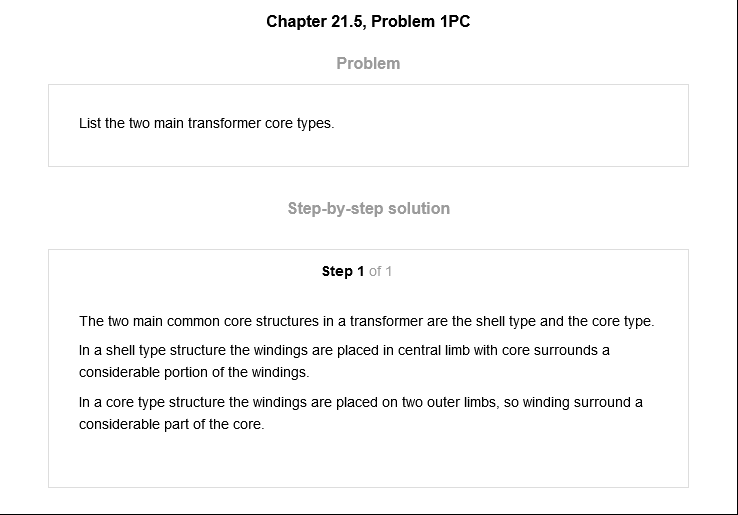 Chapter 21.5, Problem 1PC
Problem
List the two main transformer core types.
Step-by-step solution
Step 1 of 1
The two main common core structures in a transformer are the shell type and the core type.
In a shell type structure the windings are placed in central limb with core surrounds a
considerable portion of the windings.
In a core type structure the windings are placed on two outer limbs, so winding surround a
considerable part of the core.